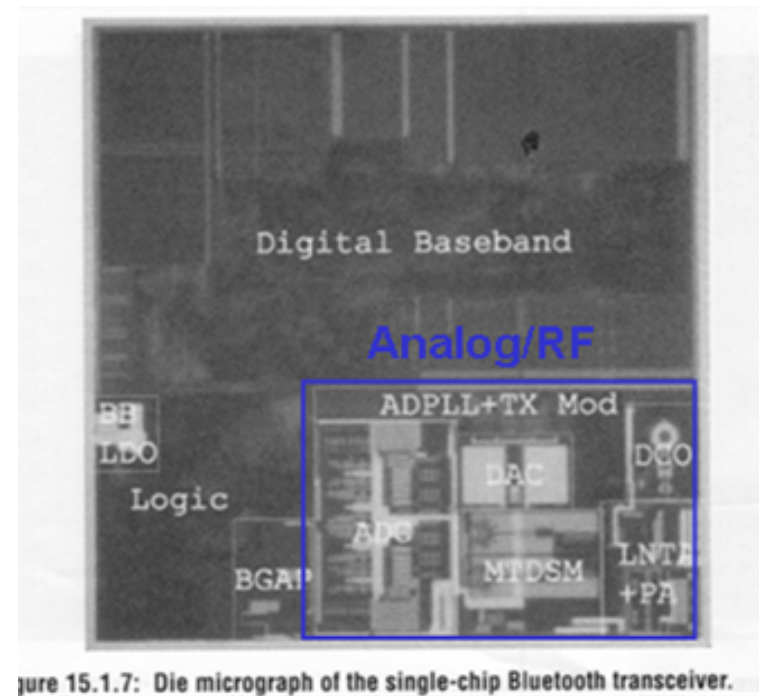 Digital Baseband
Analog/RF
ADPLL+TX Mod
BB
LDO
DAC
DCO
Logic
ADC
BGAP
MTDSM
LNTA
+PA
gure 15.1.7: Die micrograph of the single-chip Bluetooth transceiver.